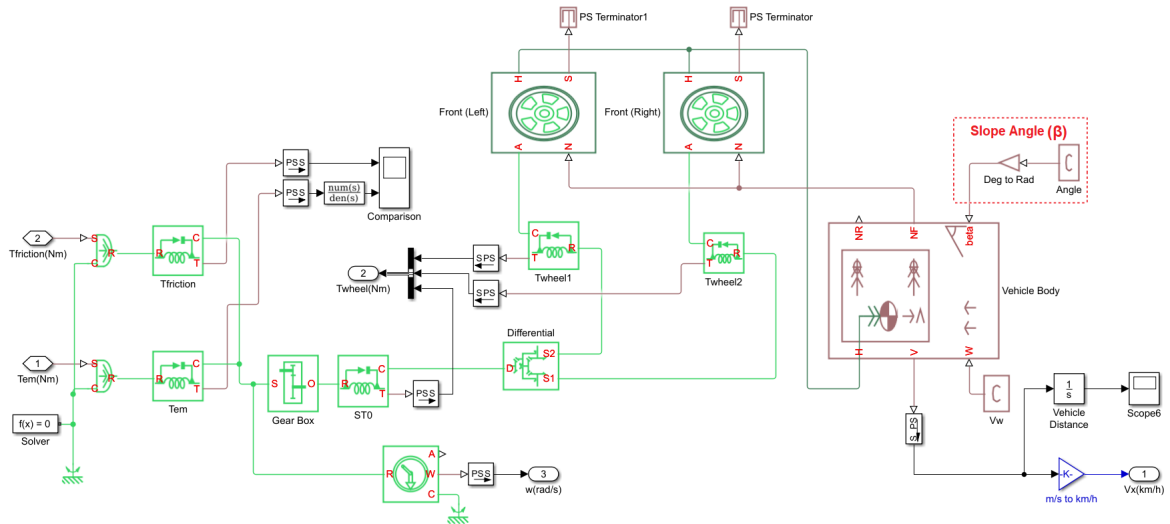 PS Terminator1
PS Terminator
H
S
H
S
Front (Left)
Front (Right)
A
N
A
N
Slope Angle (β)
Deg to Rad
C
Angle
PSS
PSS
num(s)
den(s)
Comparison
2
Tfriction(Nm)
S
C
R
R
C
T
Tfriction
C
T
R
Twheel1
C
T
R
Twheel2
SPS
SPS
2
Twheel(Nm)
NR
NF
beta
Vehicle Body
H
V
W
1
Tem(Nm)
S
C
R
R
C
T
Tem
S
O
Gear Box
R
C
T
ST0
PSS
Differential
D
S2
S1
f(x) = 0
Solver
C
Vw
S PS
1
s
Vehicle
Distance
Scope6
R
A
W
C
PSS
3
w(rad/s)
-K-
m/s to km/h
1
Vx(km/h)